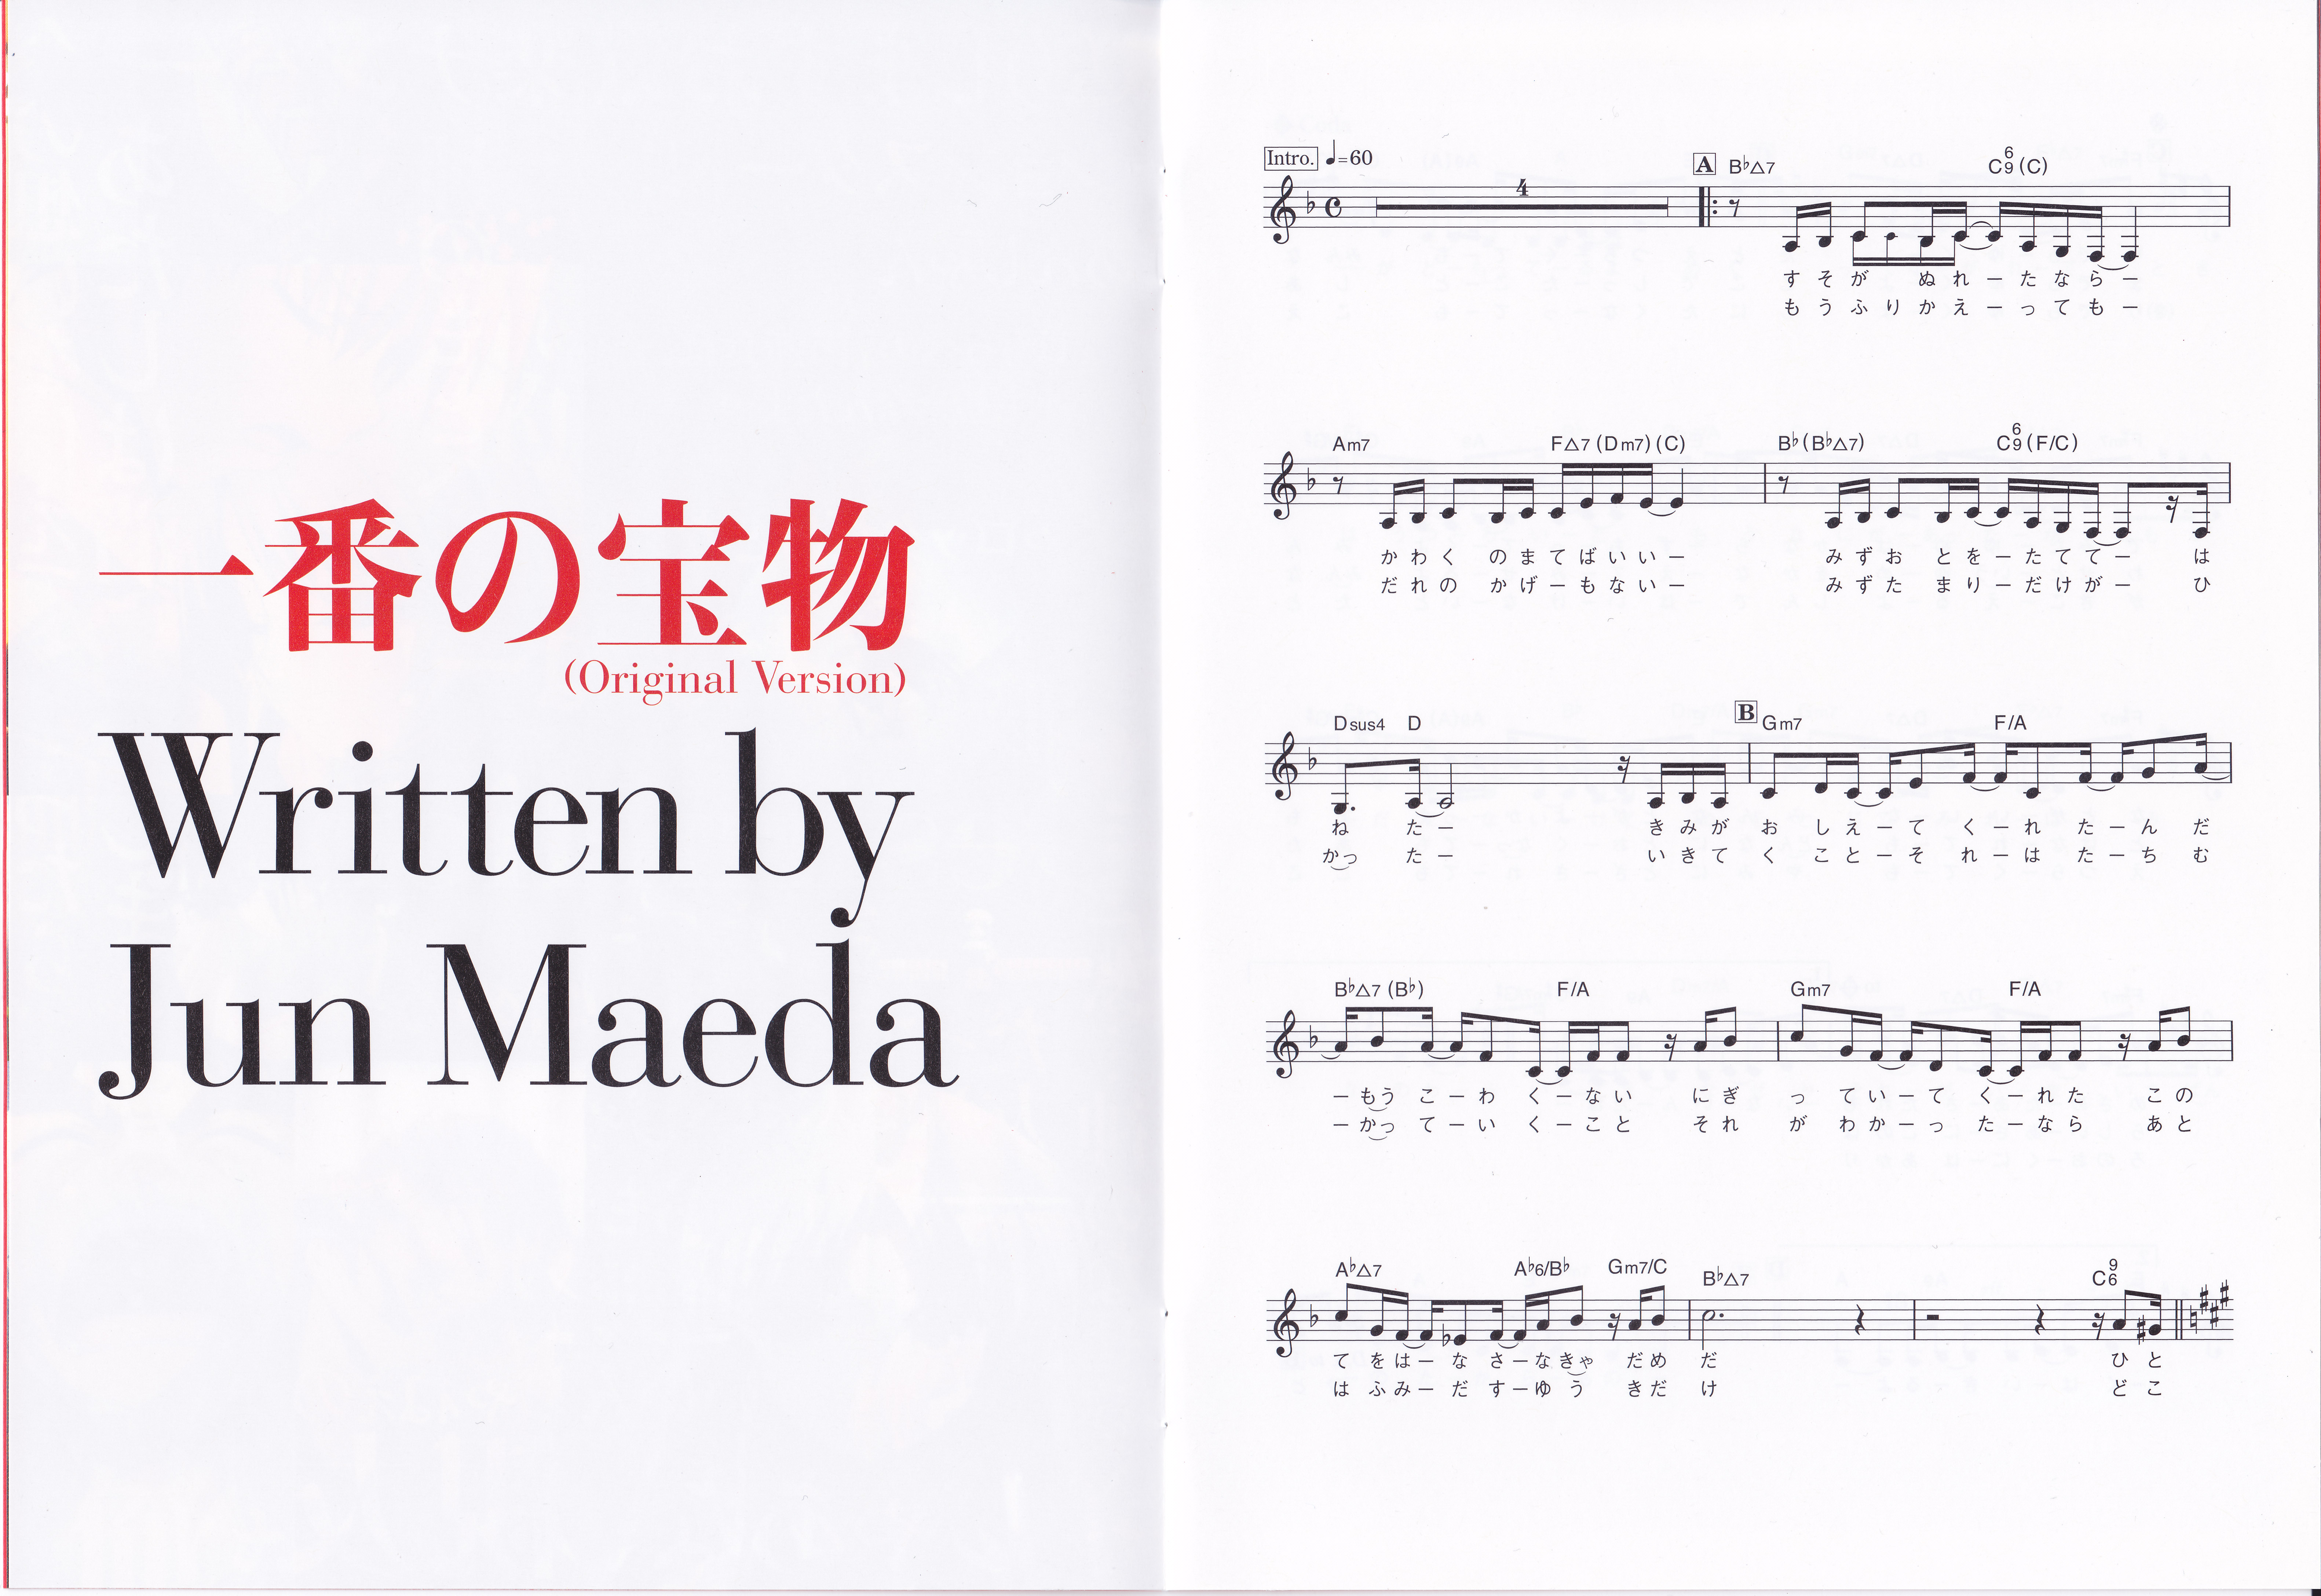 一番の宝物
(Original Version)
Written by
Jun Maeda
Intro. ♩=60
4
A B♭△7 C6/9 (C)
すそが ぬれーたならー
もうふりかえーってもー
Am7 F△7 (Dm7) (C) B♭ (B♭△7) C6/9 (F/C)
かわく のまてばいいー みずお とをーたててー は
だれの かげーもないー みずた まりーだけがー ひ
Dsus4 D B Gm7 F/A
ね たー きみが お しえーて くーれ たーん だ
かっ たー いきて く ことーそ れーは たーち む
B♭△7 (B♭) F/A Gm7 F/A
ーもう こーわ くーない にぎ っ ていーて くーれた この
ーかっ てーい くーこと それ が わかーっ たーなら あと
A♭△7 A♭6/B♭ Gm7/C B♭△7 C9/6
て をはーな さーなきゃ だめ だ ひと
は ふみーだ すーゆう きだ け どこ